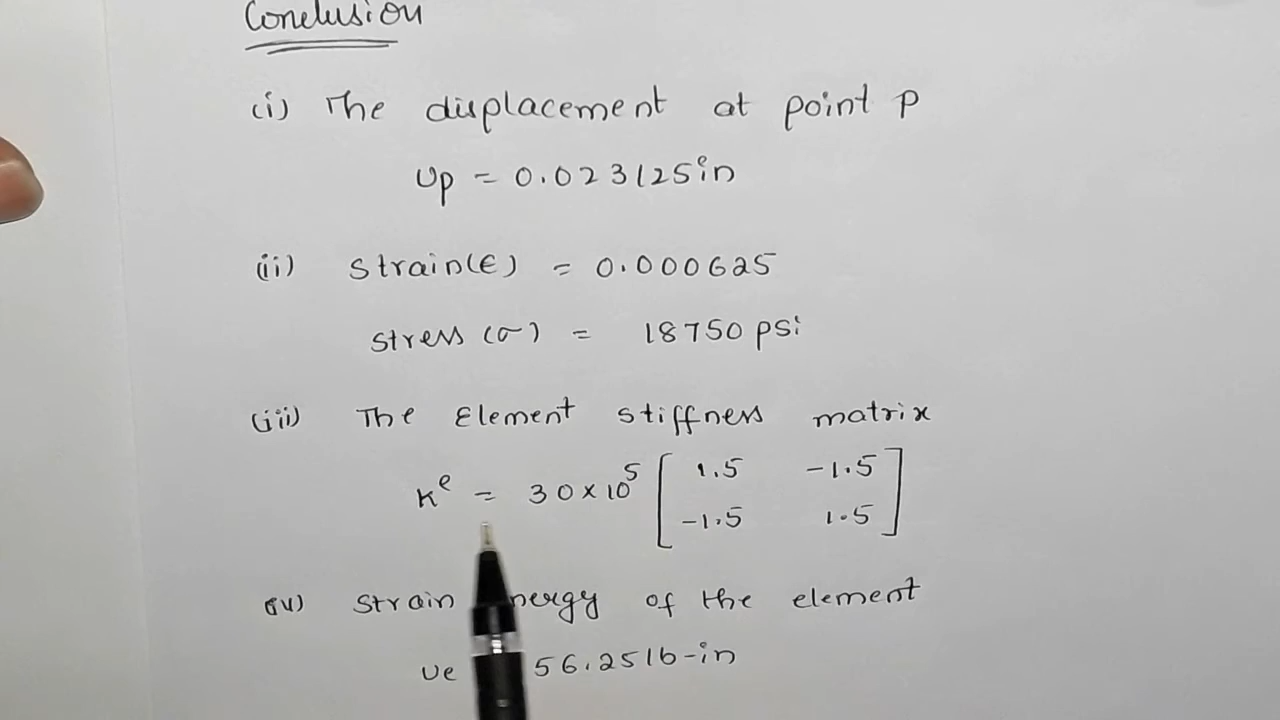 Conclusion
(i) The displacement at point P
Up = 0.023125in
(ii) strain(ϵ) = 0.000625
stress (σ) = 18750 psi
(iii) The Element stiffness matrix
K^e = 30×10^5 [ 1.5 -1.5
-1.5 1.5 ]
(iv) strain of the element
Ue 56.25lb-in